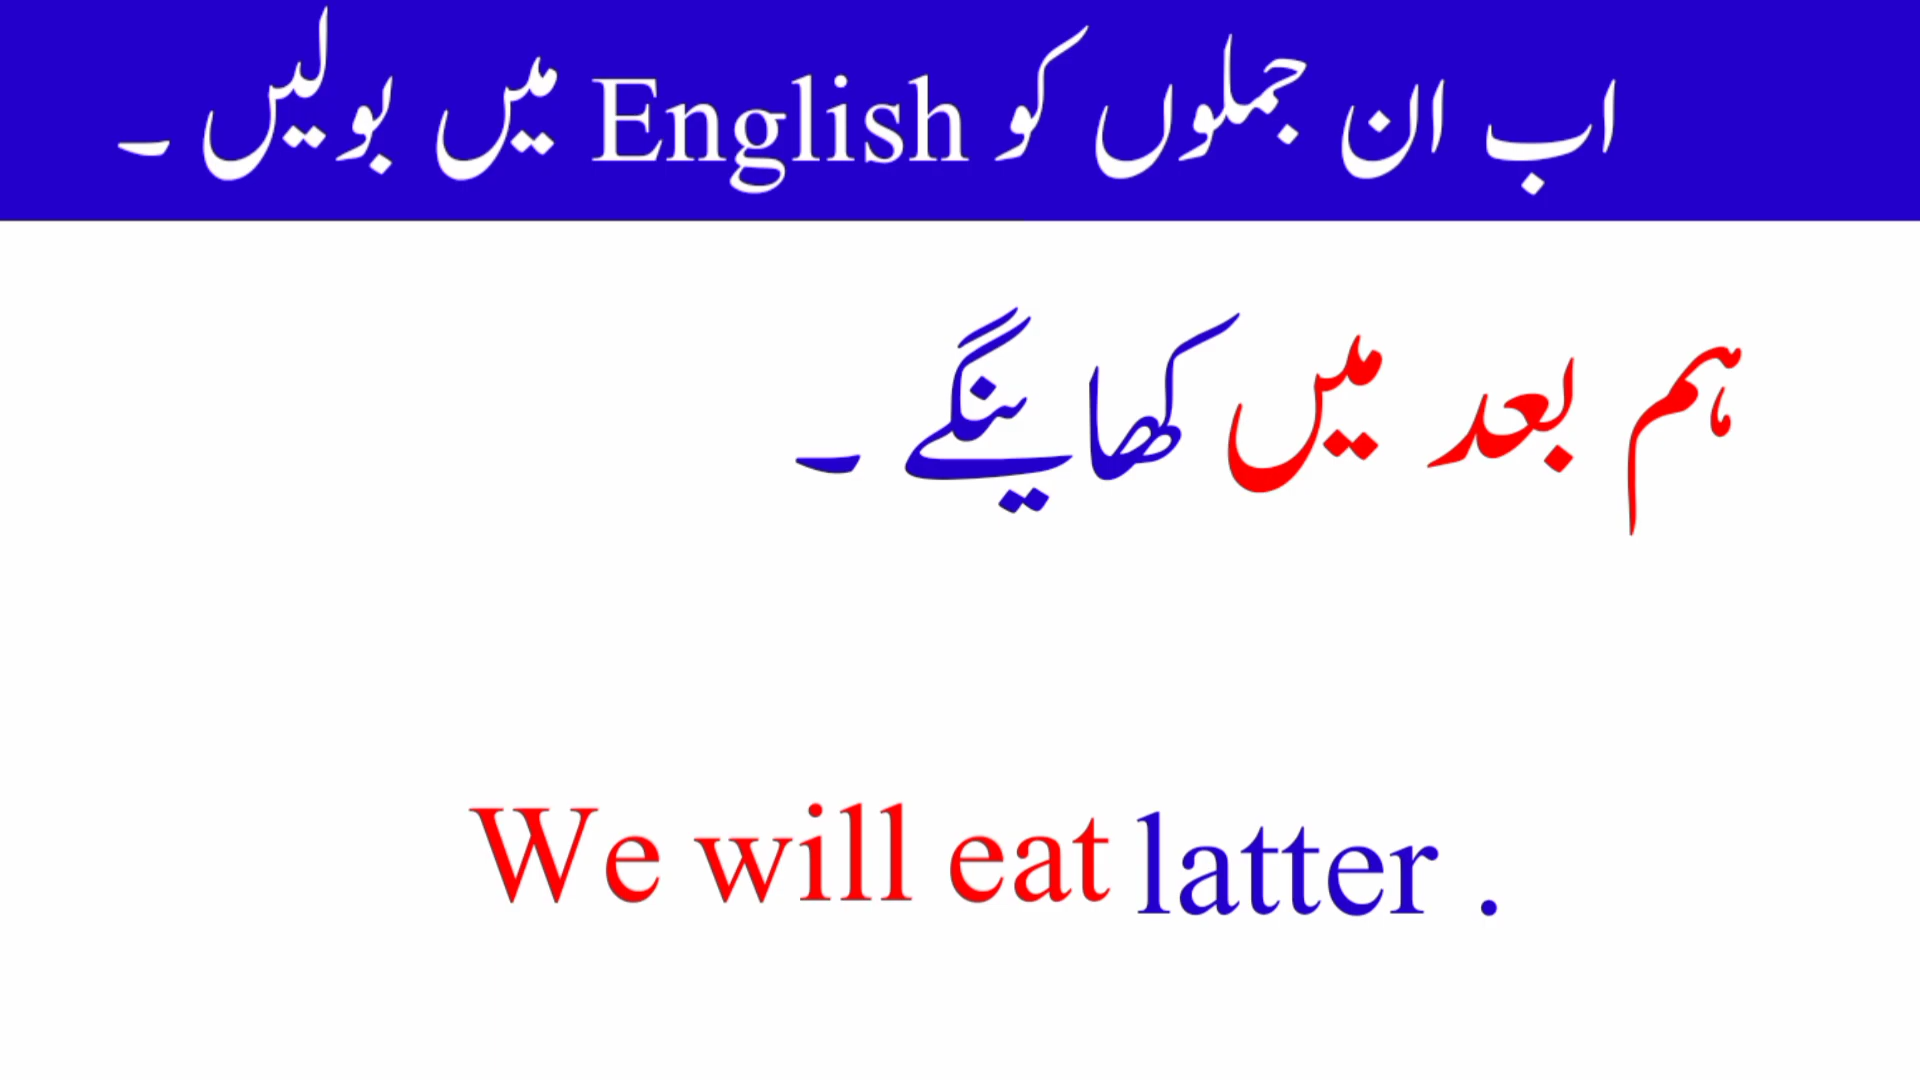 اب ان جملوں کو English میں بولیں ۔
ہم بعد میں کھاینگے ۔
We will eat latter .